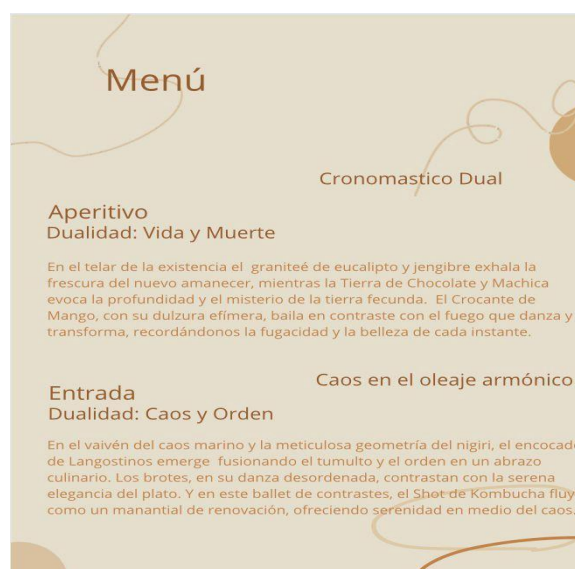 Menú
Cronomastico Dual
Aperitivo
Dualidad: Vida y Muerte
En el telar de la existencia el graniteé de eucalipto y jengibre exhala la
frescura del nuevo amanecer, mientras la Tierra de Chocolate y Machica
evoca la profundidad y el misterio de la tierra fecunda. El Crocante de
Mango, con su dulzura efímera, baila en contraste con el fuego que danza y
transforma, recordándonos la fugacidad y la belleza de cada instante.
Caos en el oleaje armónico
Entrada
Dualidad: Caos y Orden
En el vaivén del caos marino y la meticulosa geometría del nigiri, el encocado
de Langostinos emerge fusionando el tumulto y el orden en un abrazo
culinario. Los brotes, en su danza desordenada, contrastan con la serena
elegancia del plato. Y en este ballet de contrastes, el Shot de Kombucha fluy
como un manantial de renovación, ofreciendo serenidad en medio del caos.